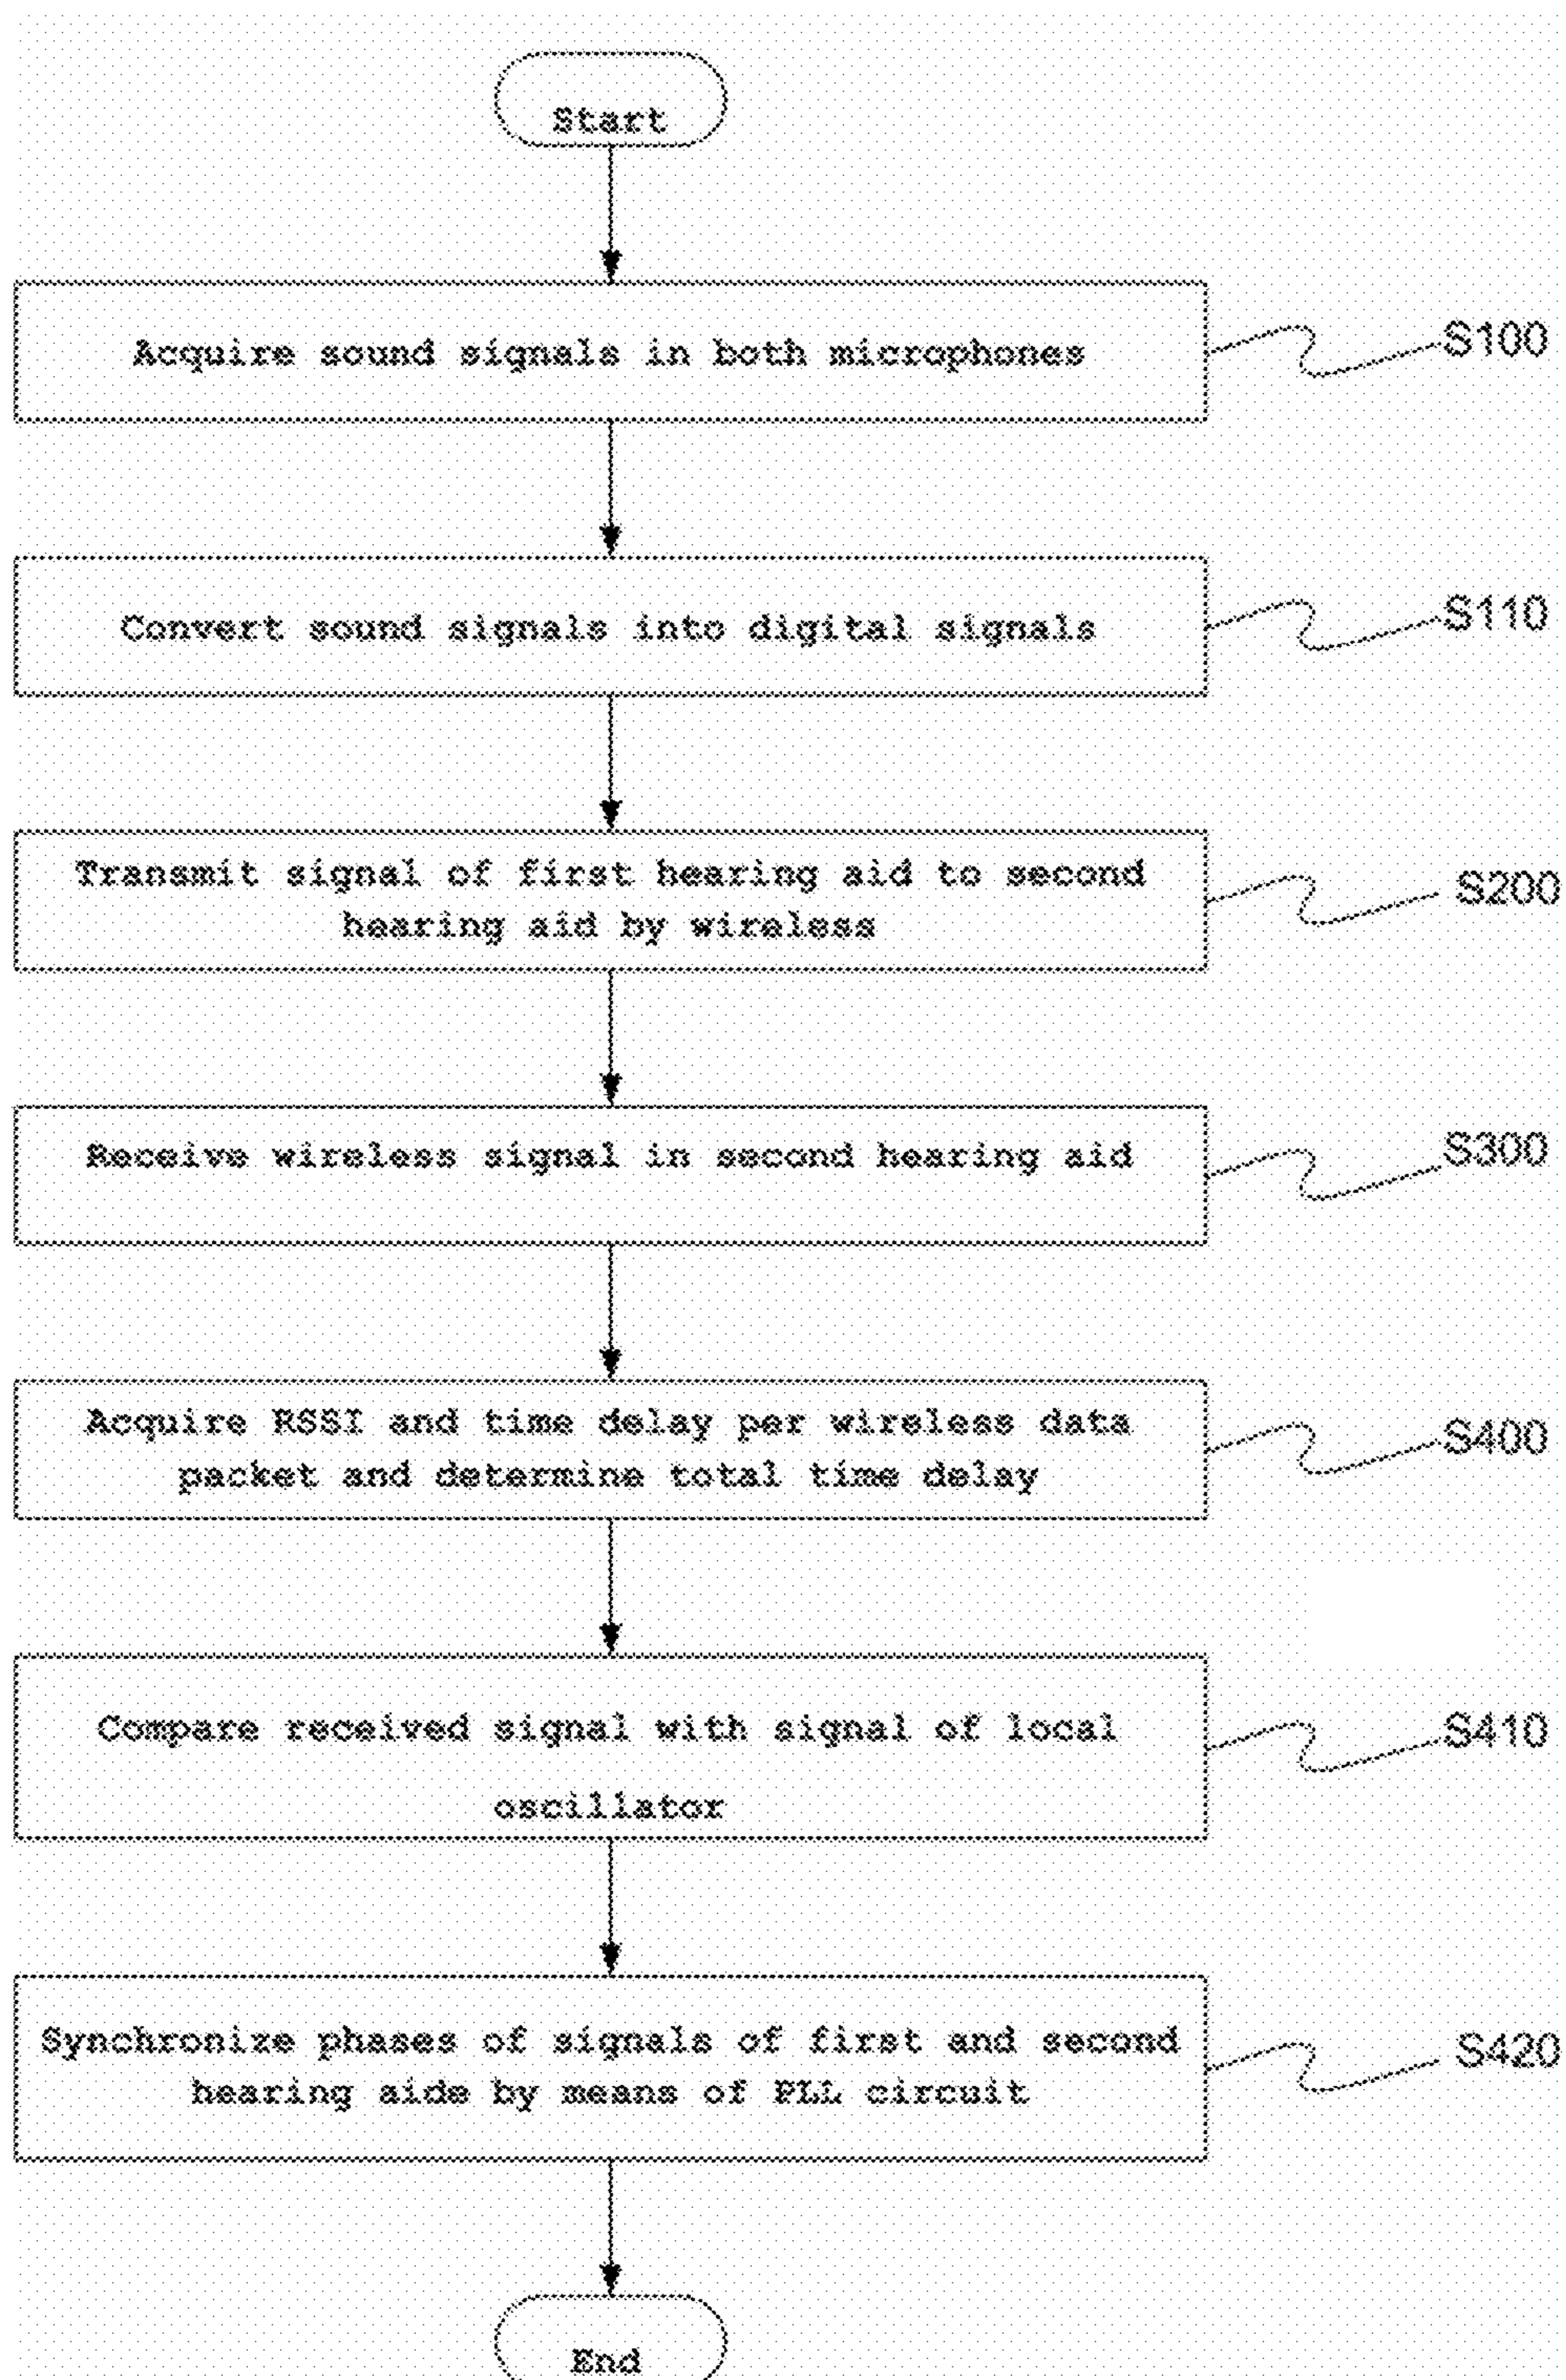 Start
Acquire sound signals in both microphones
S100
Convert sound signals into digital signals
S110
Transmit signal of first hearing aid to second
hearing aid by wireless
S200
Receive wireless signal in second hearing aid
S300
Acquire RSSI and time delay per wireless data
packet and determine total time delay
S400
Compare received signal with signal of local
oscillator
S410
Synchronize phases of signals of first and second
hearing aids by means of PLL circuit
S420
End